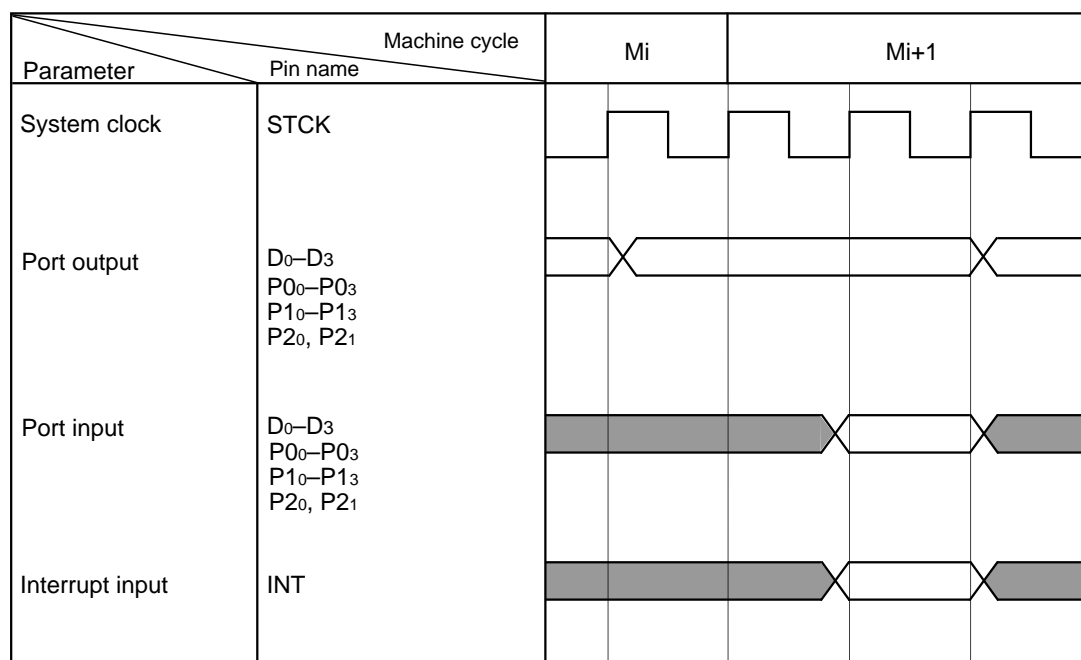 Machine cycle
Parameter
Pin name
Mi
Mi+1
System clock
STCK
Port output
D0–D3
P00–P03
P10–P13
P20, P21
Port input
D0–D3
P00–P03
P10–P13
P20, P21
Interrupt input
INT